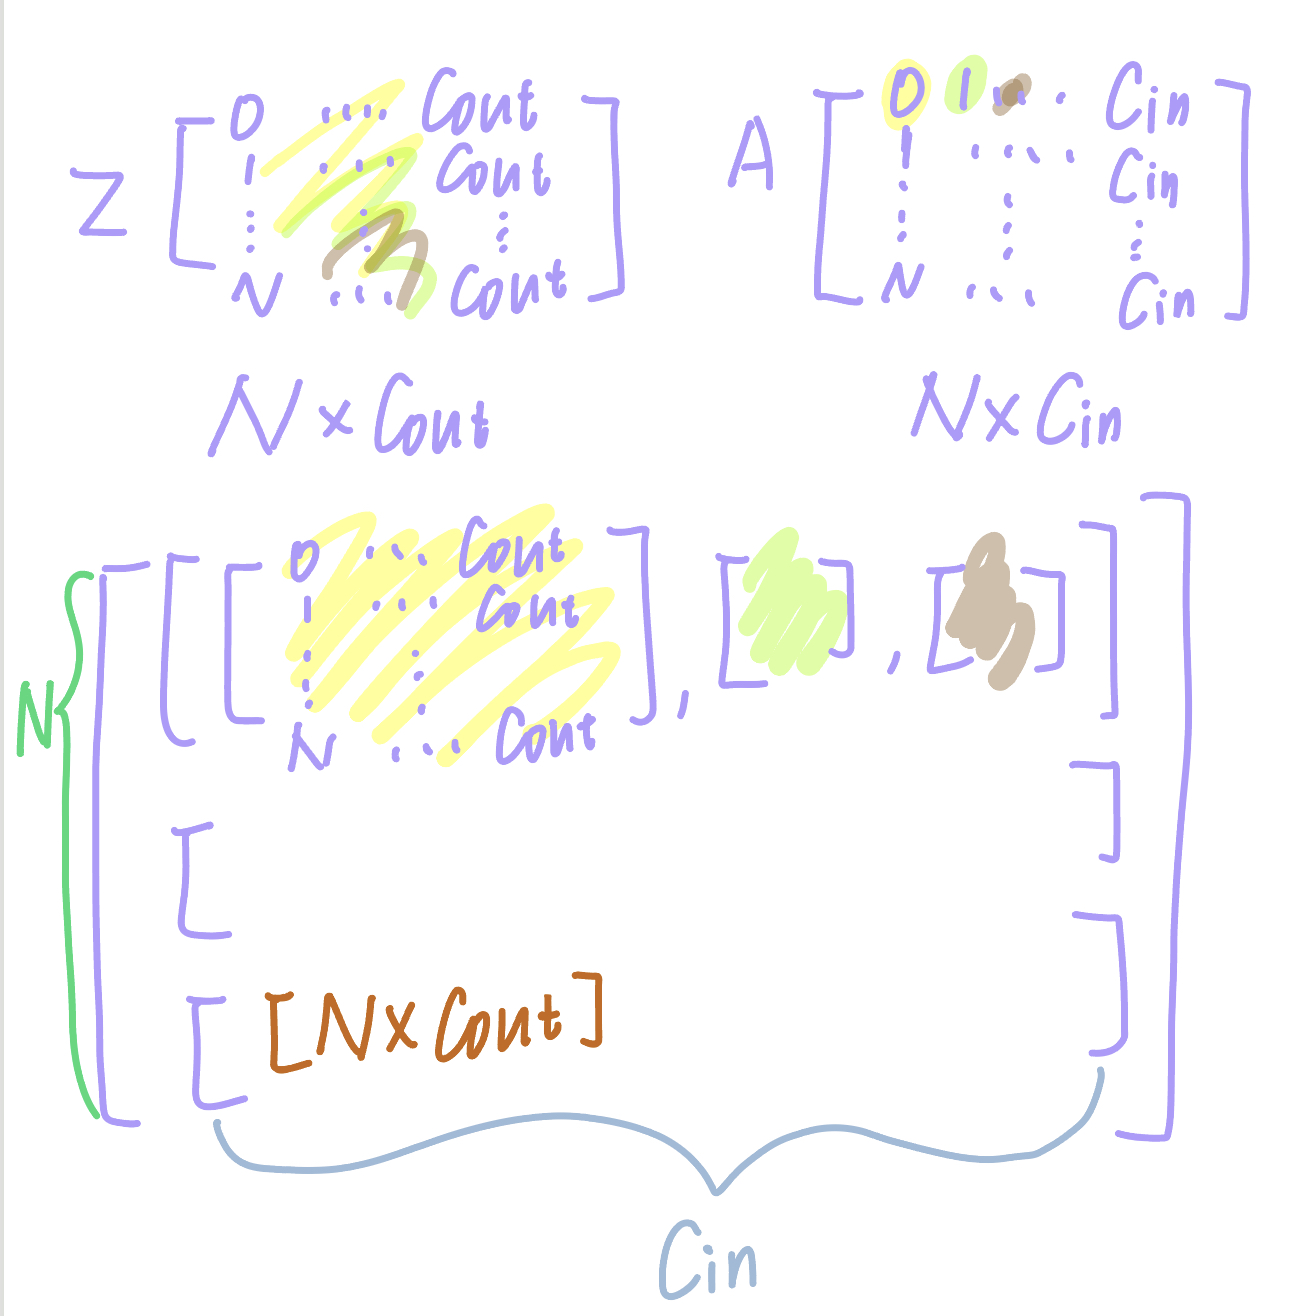 Z [ 0 .... Cout ] A [ 0 1 .... Cin ]
1 ... Cout 1 .... Cin
⋮ ⋮ ⋮ ⋮
N ... Cout N ... Cin
N × Cout N × Cin
N [ [ [ 0 ... Cout ] , [ ] , [ ] ]
1 ... Cout
⋮ ⋮
N ... Cout
[ ]
[ [N × Cout] ] ]
Cin